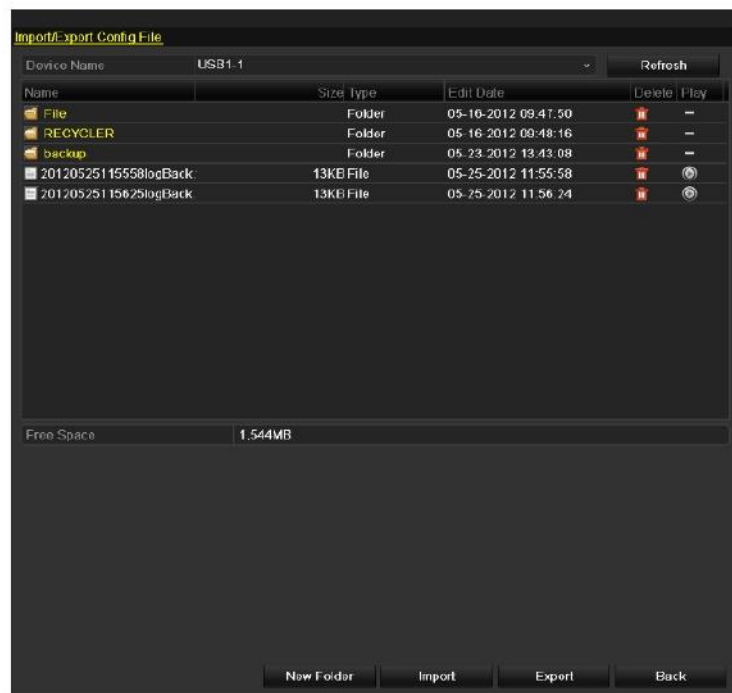 Import/Export Config File
Device Name USB1-1 Refresh
Name Size Type Edit Date Delete Play
File Folder 05-16-2012 09:47:50 –
RECYCLER Folder 05-16-2012 09:48:16 –
backup Folder 05-23-2012 13:43:08 –
20120525115558logBack 13KB File 05-25-2012 11:55:58
20120525115625logBack 13KB File 05-25-2012 11:56:24
Free Space 1.544MB
New Folder Import Export Back